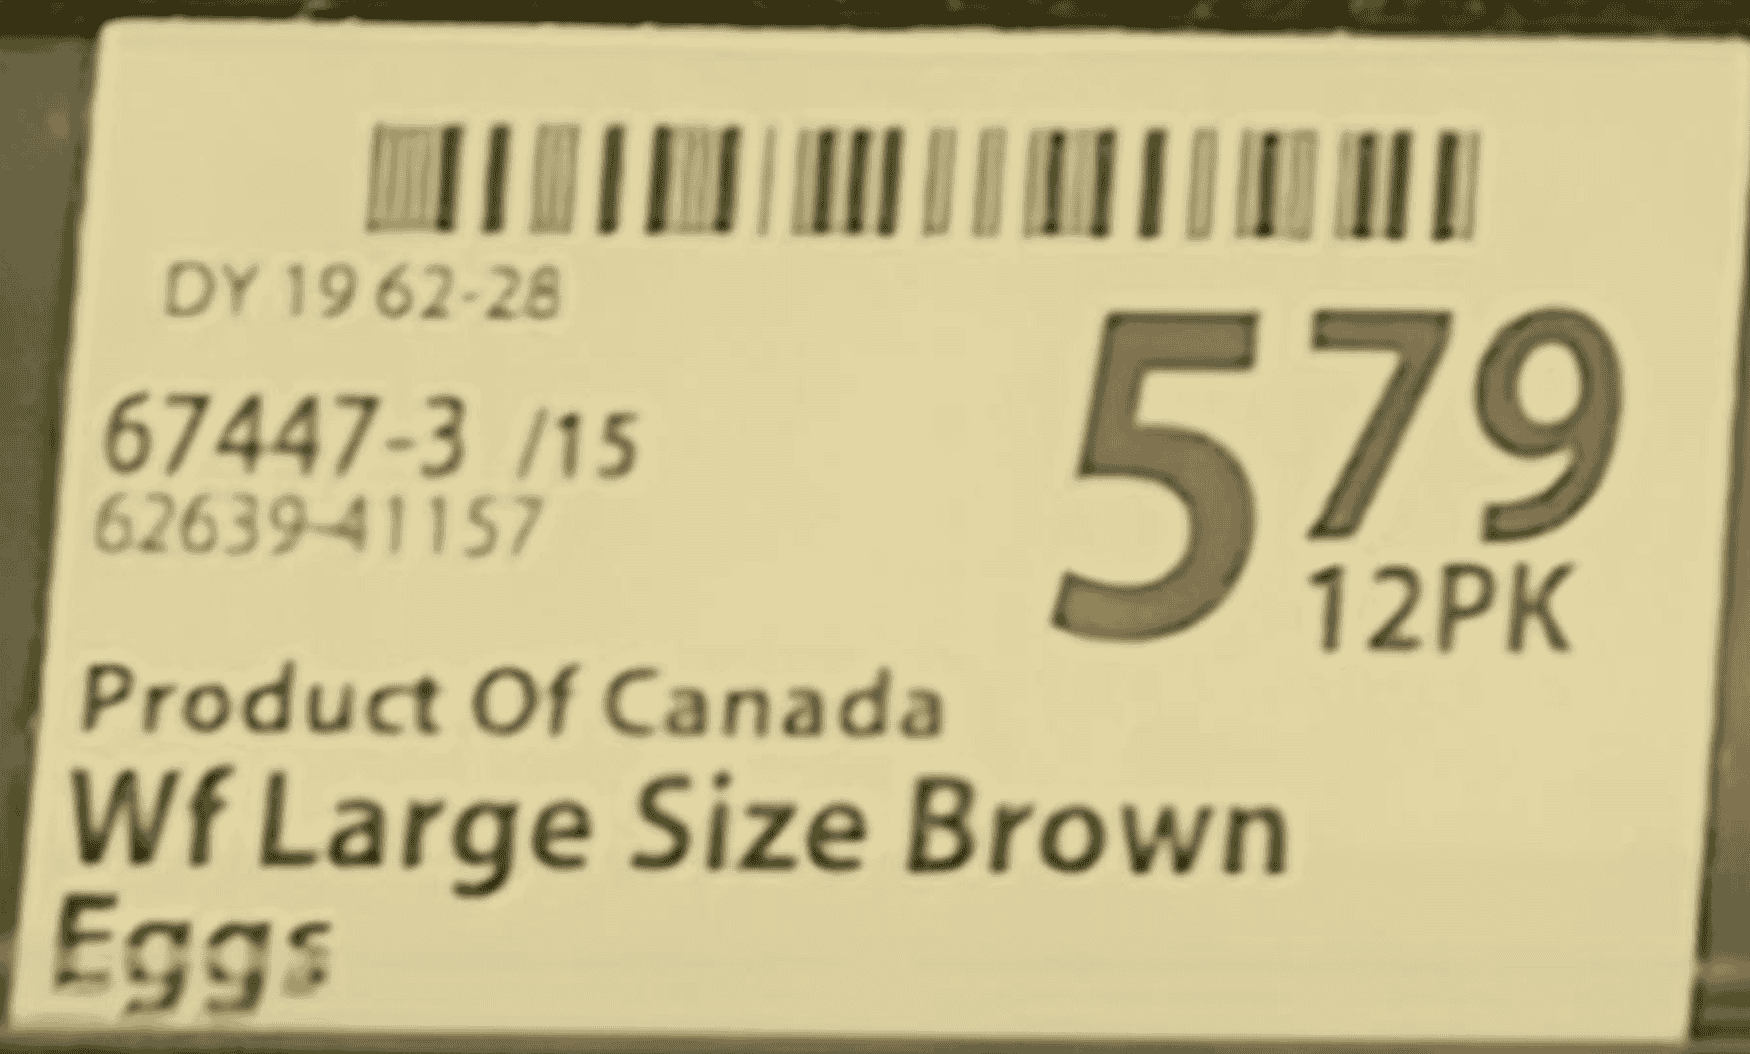 DY 19 62-28
67447-3 /15
62639-41157
579
12PK
Product Of Canada
Wf Large Size Brown
Eggs